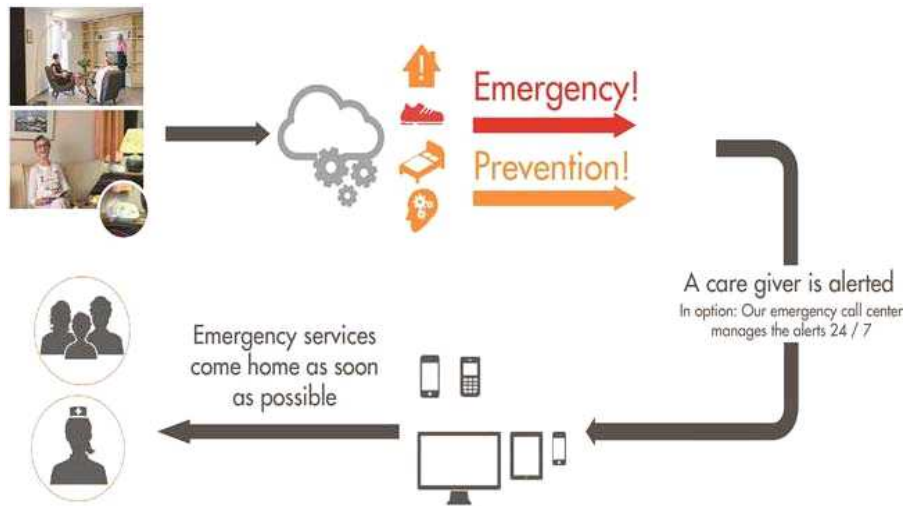 Emergency!
Prevention!
A care giver is alerted
In option: Our emergency call center
manages the alerts 24 / 7
Emergency services
come home as soon
as possible